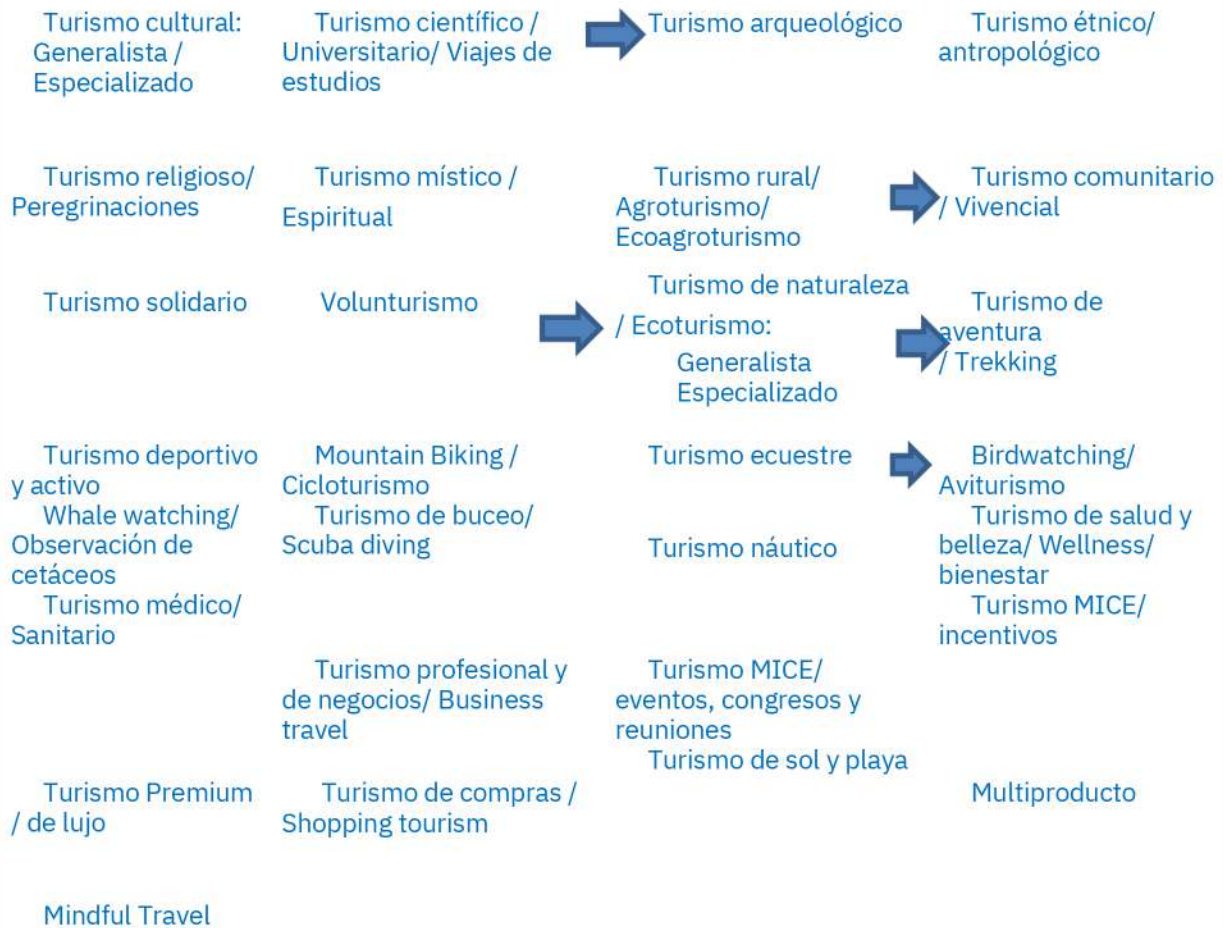 Turismo cultural:
Generalista /
Especializado
Turismo científico /
Universitario/ Viajes de
estudios
Turismo arqueológico
Turismo étnico/
antropológico
Turismo religioso/
Peregrinaciones
Turismo místico /
Espiritual
Turismo rural/
Agroturismo/
Ecoagroturismo
Turismo comunitario
/ Vivencial
Turismo solidario
Volunturismo
Turismo de naturaleza
/ Ecoturismo:
Generalista
Especializado
Turismo de
aventura
/ Trekking
Turismo deportivo
y activo
Mountain Biking /
Cicloturismo
Turismo ecuestre
Birdwatching/
Aviturismo
Whale watching/
Observación de
cetáceos
Turismo de buceo/
Scuba diving
Turismo náutico
Turismo de salud y
belleza/ Wellness/
bienestar
Turismo médico/
Sanitario
Turismo profesional y
de negocios/ Business
travel
Turismo MICE/
eventos, congresos y
reuniones
Turismo MICE/
incentivos
Turismo Premium
/ de lujo
Turismo de compras /
Shopping tourism
Turismo de sol y playa
Multiproducto
Mindful Travel